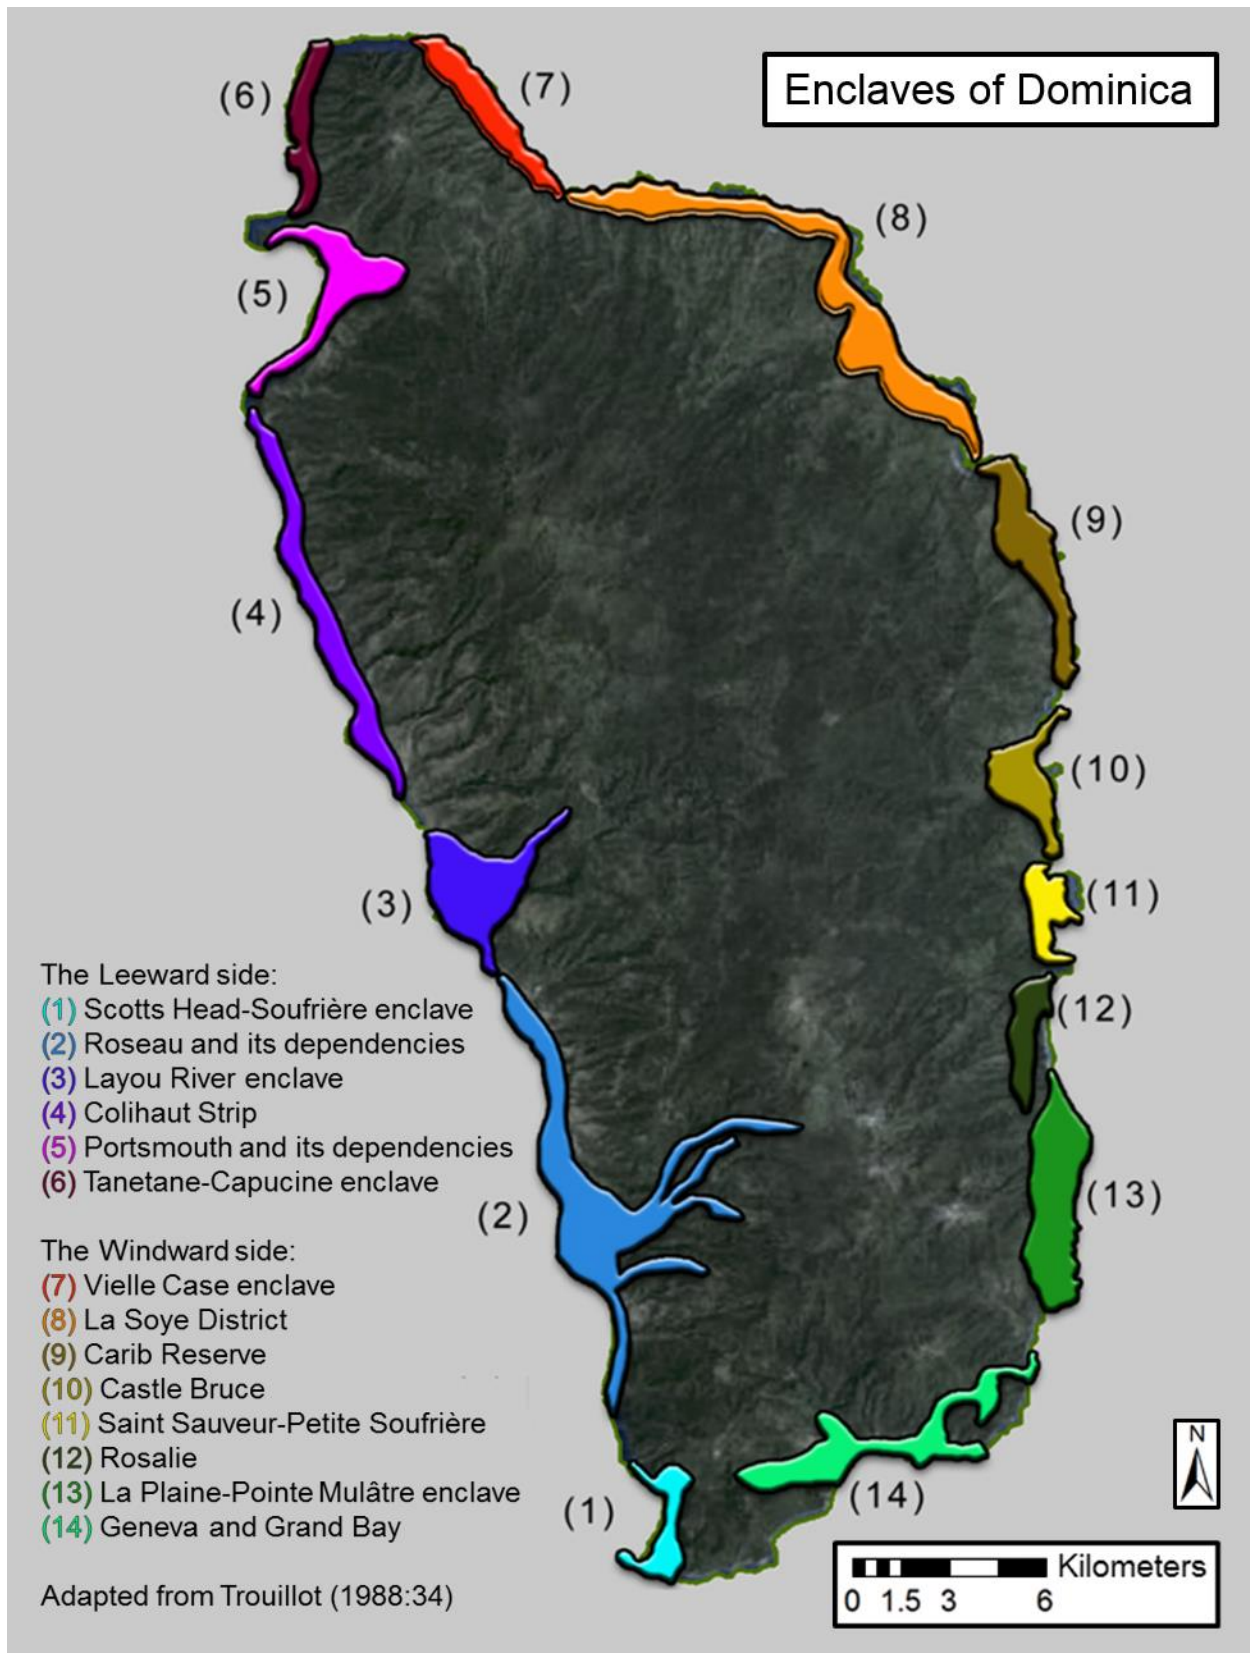 Enclaves of Dominica
(6)
(7)
(8)
(5)
(9)
(4)
(10)
(3)
(11)
(12)
(2)
(13)
(1)
(14)
The Leeward side:
(1) Scotts Head-Soufrière enclave
(2) Roseau and its dependencies
(3) Layou River enclave
(4) Colihaut Strip
(5) Portsmouth and its dependencies
(6) Tanetane-Capucine enclave
The Windward side:
(7) Vielle Case enclave
(8) La Soye District
(9) Carib Reserve
(10) Castle Bruce
(11) Saint Sauveur-Petite Soufrière
(12) Rosalie
(13) La Plaine-Pointe Mulâtre enclave
(14) Geneva and Grand Bay
Adapted from Trouillot (1988:34)
N
Kilometers
0 1.5 3 6